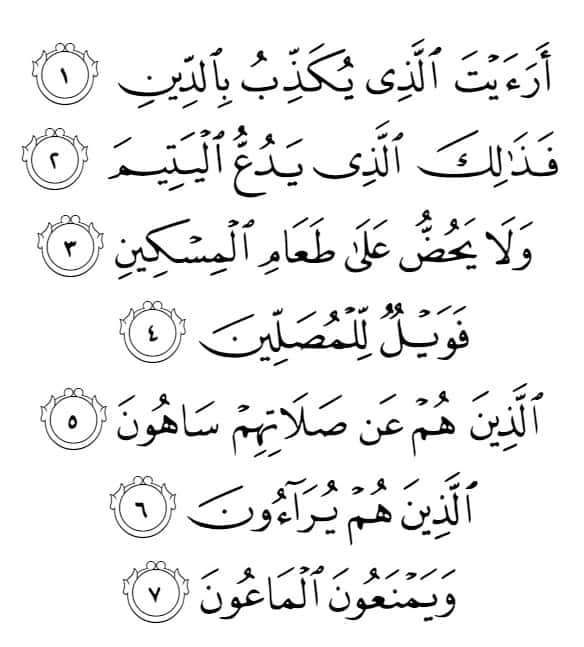 أَرَءَيْتَ ٱلَّذِى يُكَذِّبُ بِٱلدِّينِ ١
فَذَٰلِكَ ٱلَّذِى يَدُعُّ ٱلْيَتِيمَ ٢
وَلَا يَحُضُّ عَلَىٰ طَعَامِ ٱلْمِسْكِينِ ٣
فَوَيْلٌ لِّلْمُصَلِّينَ ٤
ٱلَّذِينَ هُمْ عَن صَلَاتِهِمْ سَاهُونَ ٥
ٱلَّذِينَ هُمْ يُرَآءُونَ ٦
وَيَمْنَعُونَ ٱلْمَاعُونَ ٧